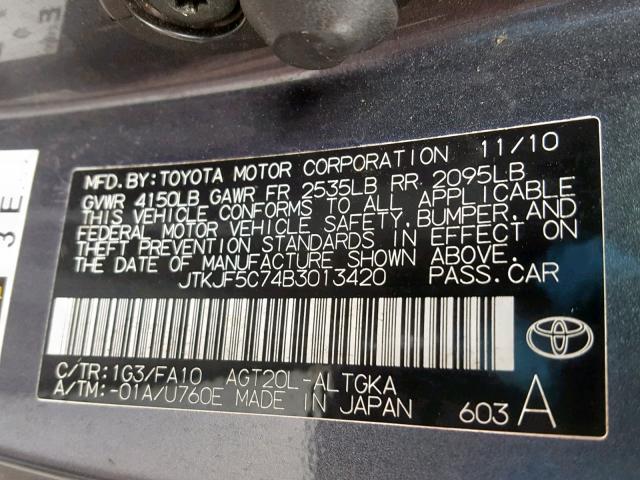 MFD. BY: TOYOTA MOTOR CORPORATION 11/10
GVWR 4150LB GAWR FR 2535LB RR 2095LB
THIS VEHICLE CONFORMS TO ALL APPLICABLE
FEDERAL MOTOR VEHICLE SAFETY, BUMPER, AND
THEFT PREVENTION STANDARDS IN EFFECT ON
THE DATE OF MANUFACTURE SHOWN ABOVE.
JTKJF5C74B3013420 PASS. CAR
C/TR: 1G3/FA10 AGT20L-ALTGKA
A/TM: -01A/U760E MADE IN JAPAN
603 A
3 E